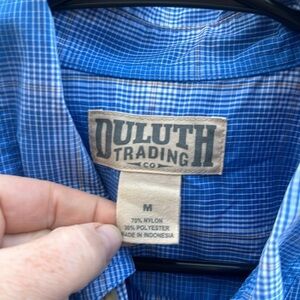 DULUTH
TRADING
CO
M
70% NYLON
30% POLYESTER
MADE IN INDONESIA